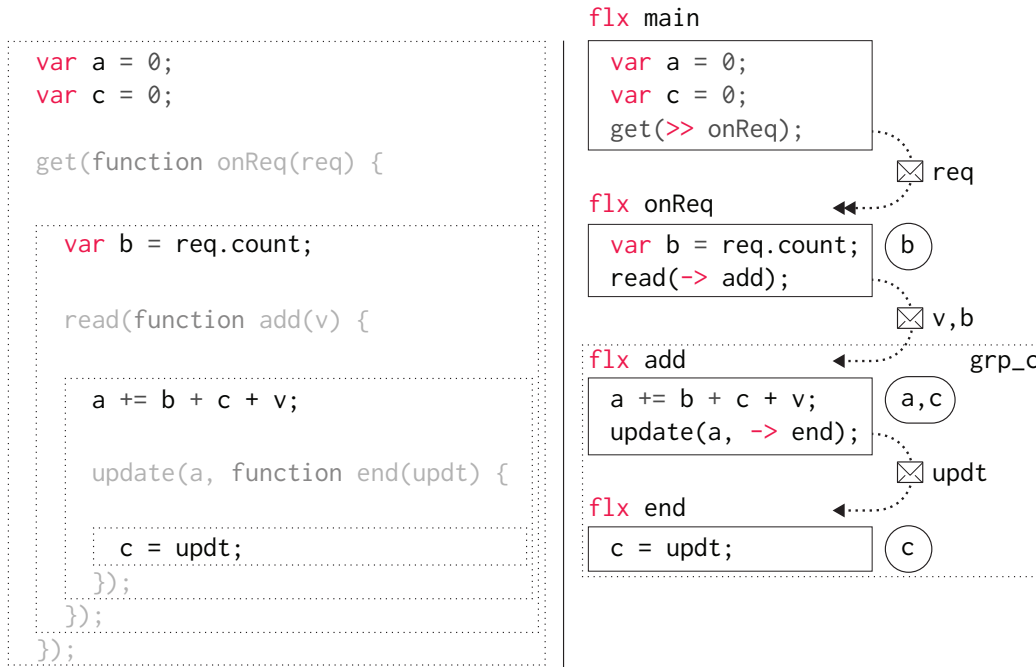 var a = 0;
var c = 0;
get(function onReq(req) {
var b = req.count;
read(function add(v) {
a += b + c + v;
update(a, function end(updt) {
c = updt;
});
});
});
flx main
var a = 0;
var c = 0;
get(>> onReq);
req
flx onReq
var b = req.count;
b
read(-> add);
v,b
flx add
grp_c
a += b + c + v;
a,c
update(a, -> end);
updt
flx end
c = updt;
c